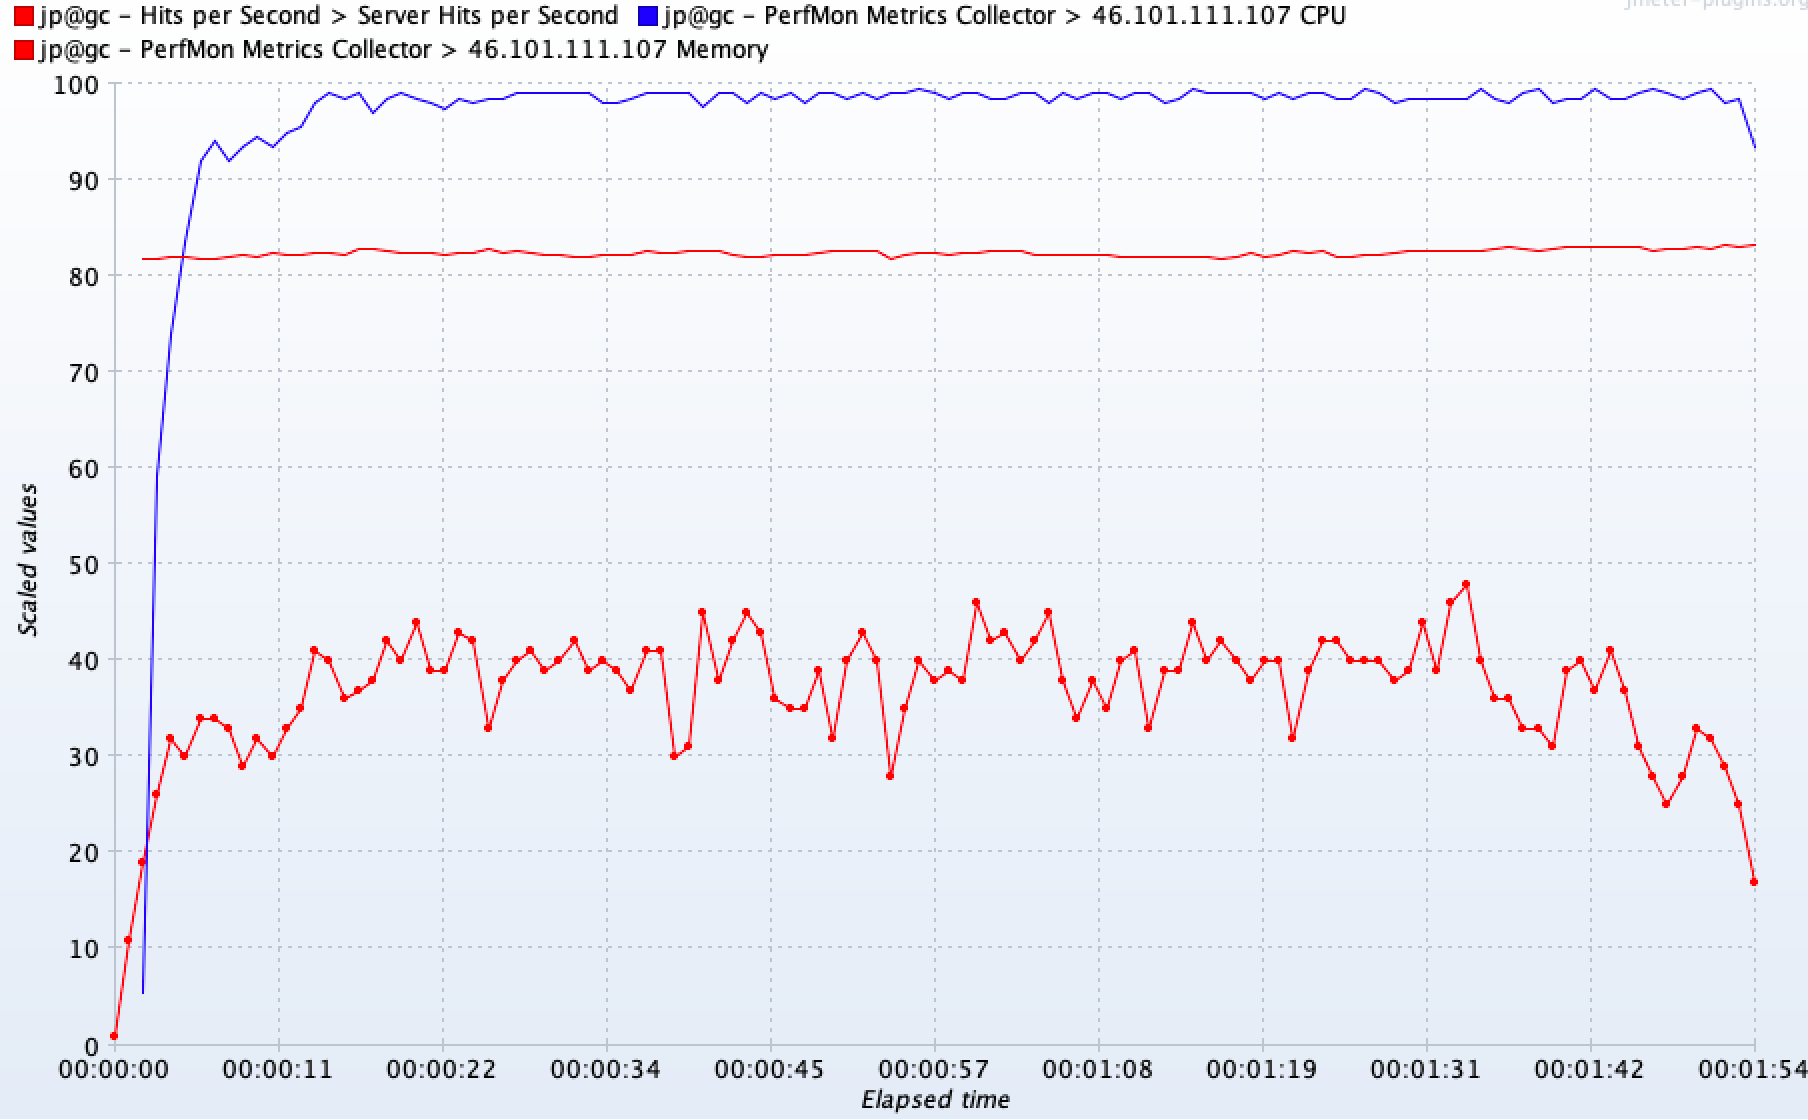 jmeter-plugins.org
jp@gc – Hits per Second > Server Hits per Second jp@gc – PerfMon Metrics Collector > 46.101.111.107 CPU
jp@gc – PerfMon Metrics Collector > 46.101.111.107 Memory
100
90
80
70
60
50
40
30
20
10
0
Scaled values
00:00:00 00:00:11 00:00:22 00:00:34 00:00:45 00:00:57 00:01:08 00:01:19 00:01:31 00:01:42 00:01:54
Elapsed time